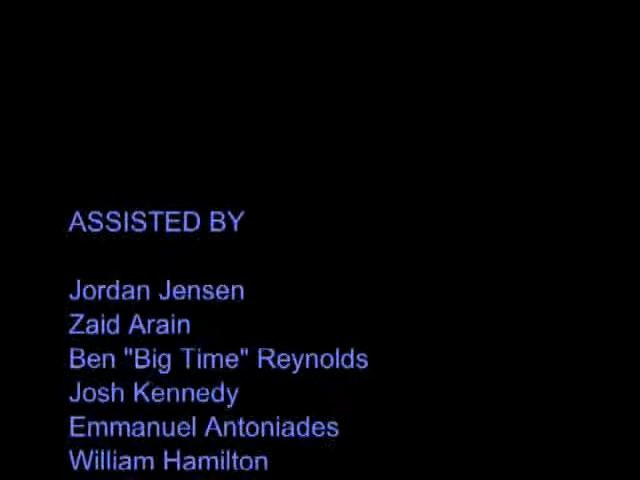 ASSISTED BY
Jordan Jensen
Zaid Arain
Ben "Big Time" Reynolds
Josh Kennedy
Emmanuel Antoniades
William Hamilton